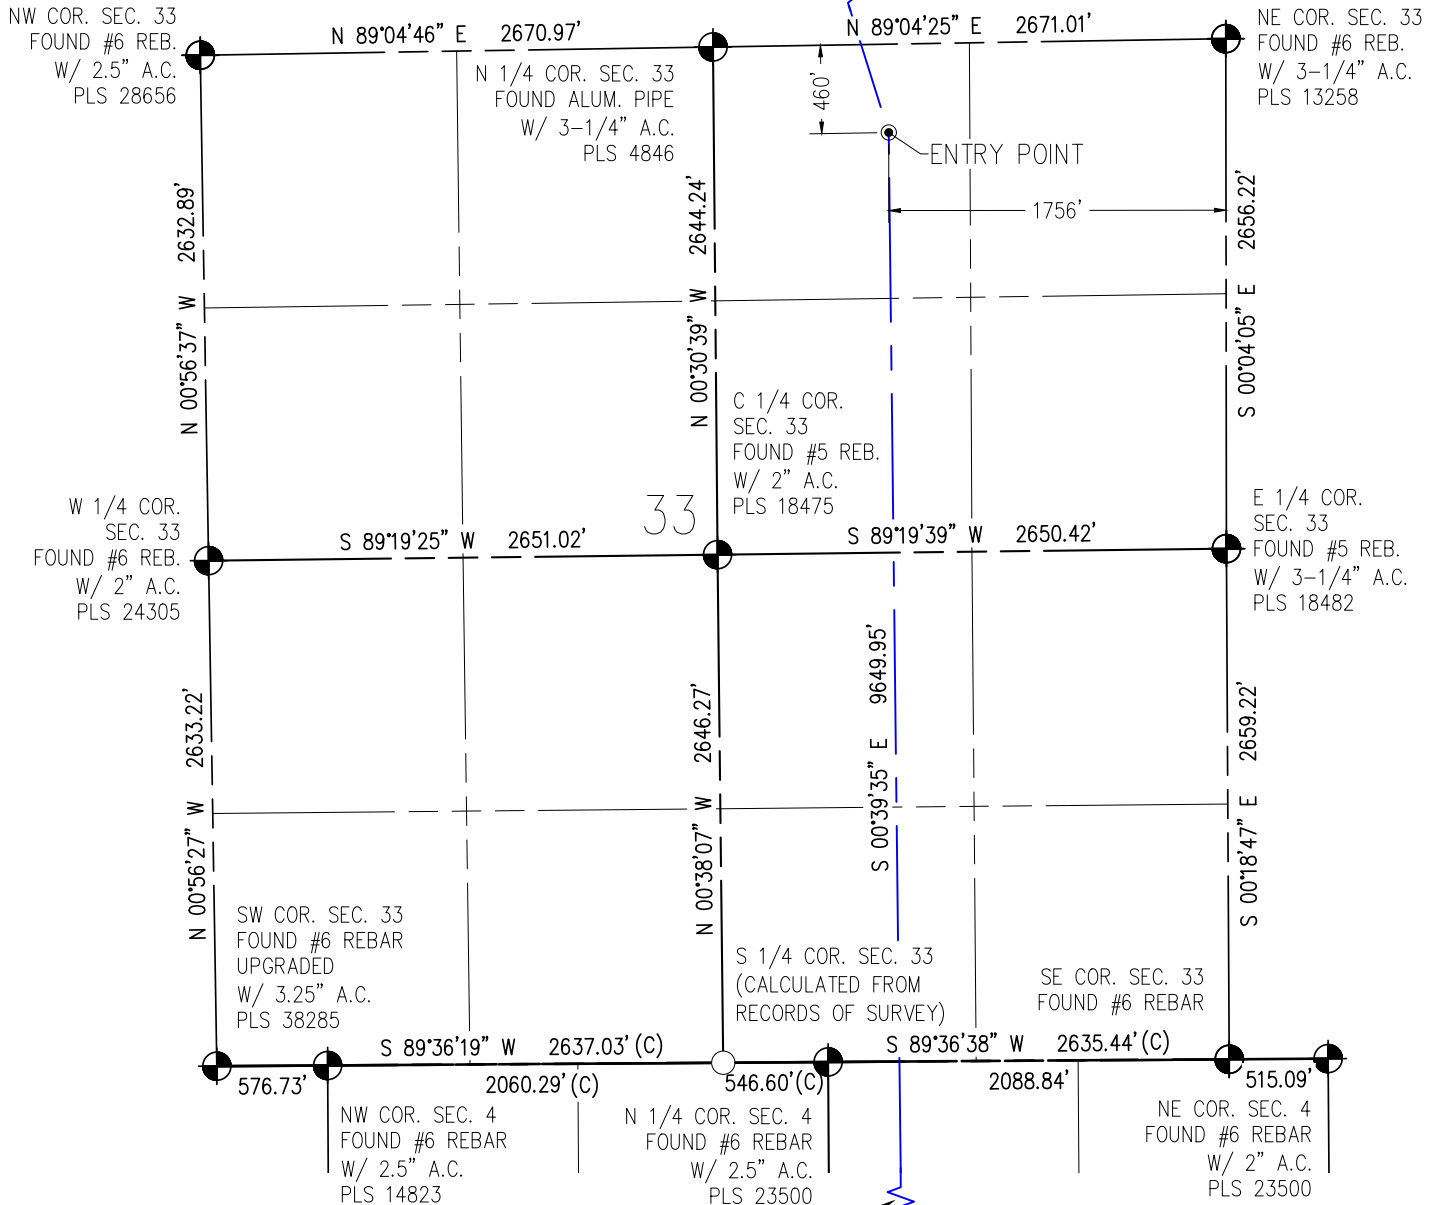 NW COR. SEC. 33
FOUND #6 REB.
W/ 2.5" A.C.
PLS 28656
N 89°04'46" E 2670.97'
N 1/4 COR. SEC. 33
FOUND ALUM. PIPE
W/ 3-1/4" A.C.
PLS 4846
N 89°04'25" E 2671.01'
NE COR. SEC. 33
FOUND #6 REB.
W/ 3-1/4" A.C.
PLS 13258
460'
ENTRY POINT
1756'
N 00°56'37" W 2632.89'
N 00°30'39" W 2644.24'
S 00°04'05" E 2656.22'
C 1/4 COR.
SEC. 33
FOUND #5 REB.
W/ 2" A.C.
PLS 18475
33
W 1/4 COR.
SEC. 33
FOUND #6 REB.
W/ 2" A.C.
PLS 24305
S 89°19'25" W 2651.02'
S 89°19'39" W 2650.42'
E 1/4 COR.
SEC. 33
FOUND #5 REB.
W/ 3-1/4" A.C.
PLS 18482
N 00°56'27" W 2633.22'
N 00°38'07" W 2646.27'
S 00°39'35" E 9649.95'
S 00°18'47" E 2659.22'
SW COR. SEC. 33
FOUND #6 REBAR
UPGRADED
W/ 3.25" A.C.
PLS 38285
S 1/4 COR. SEC. 33
(CALCULATED FROM
RECORDS OF SURVEY)
SE COR. SEC. 33
FOUND #6 REBAR
S 89°36'19" W 2637.03' (C)
S 89°36'38" W 2635.44' (C)
576.73'
2060.29' (C)
546.60' (C)
2088.84'
515.09'
NW COR. SEC. 4
FOUND #6 REBAR
W/ 2.5" A.C.
PLS 14823
N 1/4 COR. SEC. 4
FOUND #6 REBAR
W/ 2.5" A.C.
PLS 23500
NE COR. SEC. 4
FOUND #6 REBAR
W/ 2" A.C.
PLS 23500